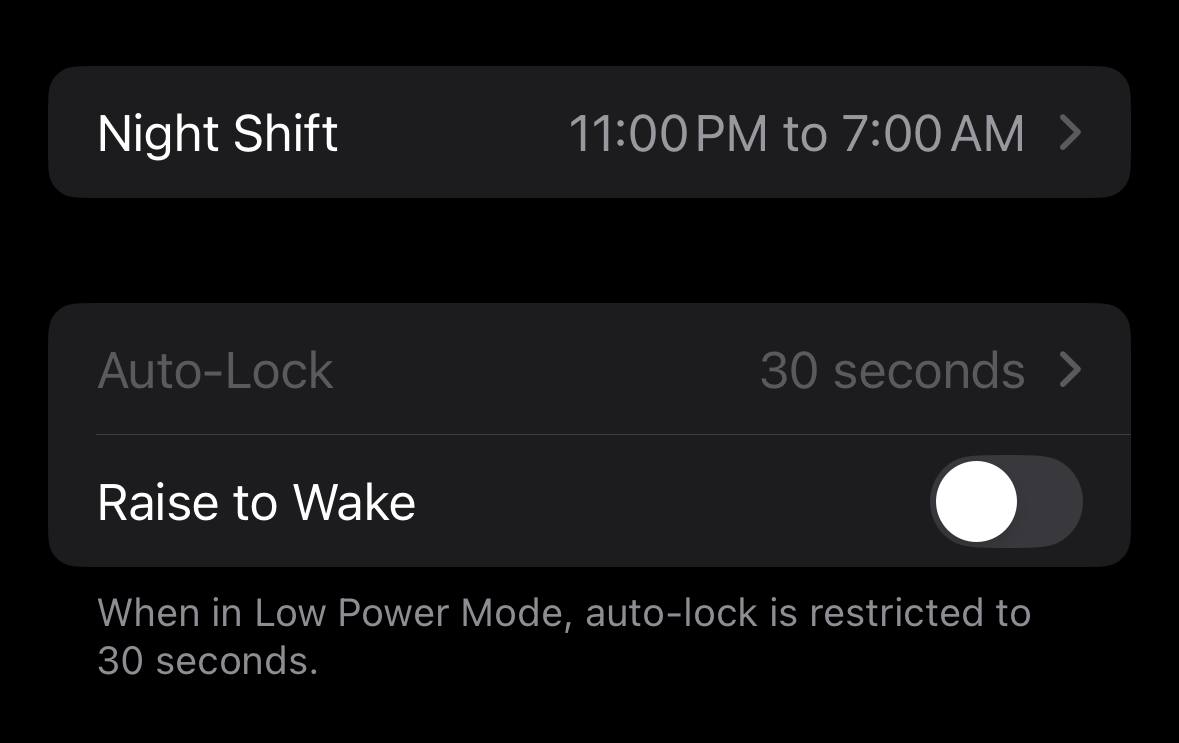 Night Shift 11:00 PM to 7:00 AM
Auto-Lock 30 seconds
Raise to Wake
When in Low Power Mode, auto-lock is restricted to
30 seconds.